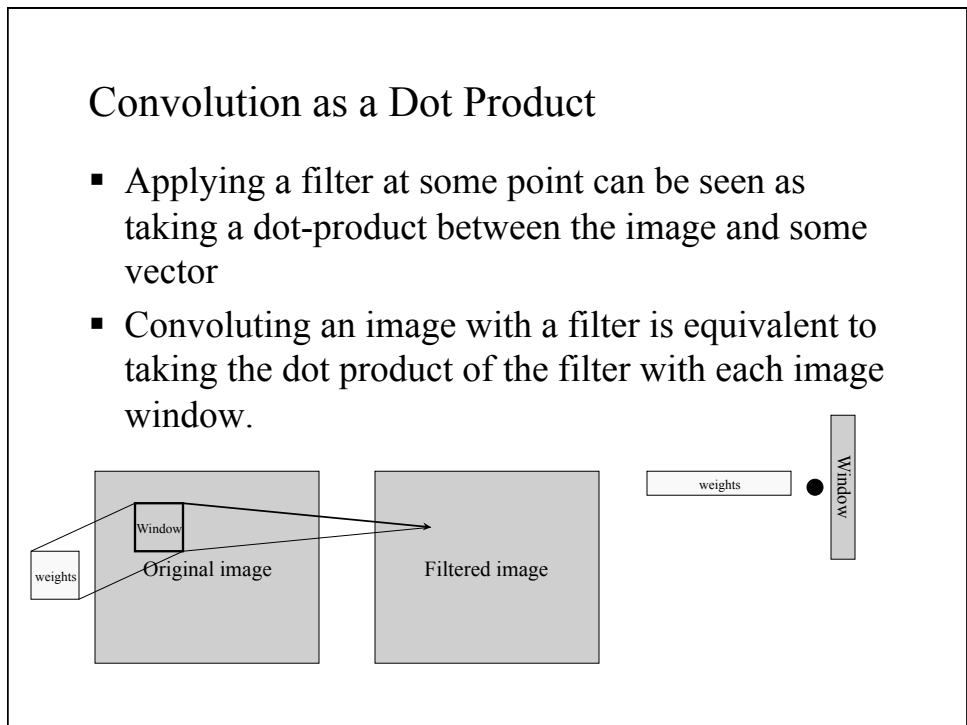 Convolution as a Dot Product
▪ Applying a filter at some point can be seen as
taking a dot-product between the image and some
vector
▪ Convoluting an image with a filter is equivalent to
taking the dot product of the filter with each image
window.
weights
Window
Original image
Filtered image
weights
Window